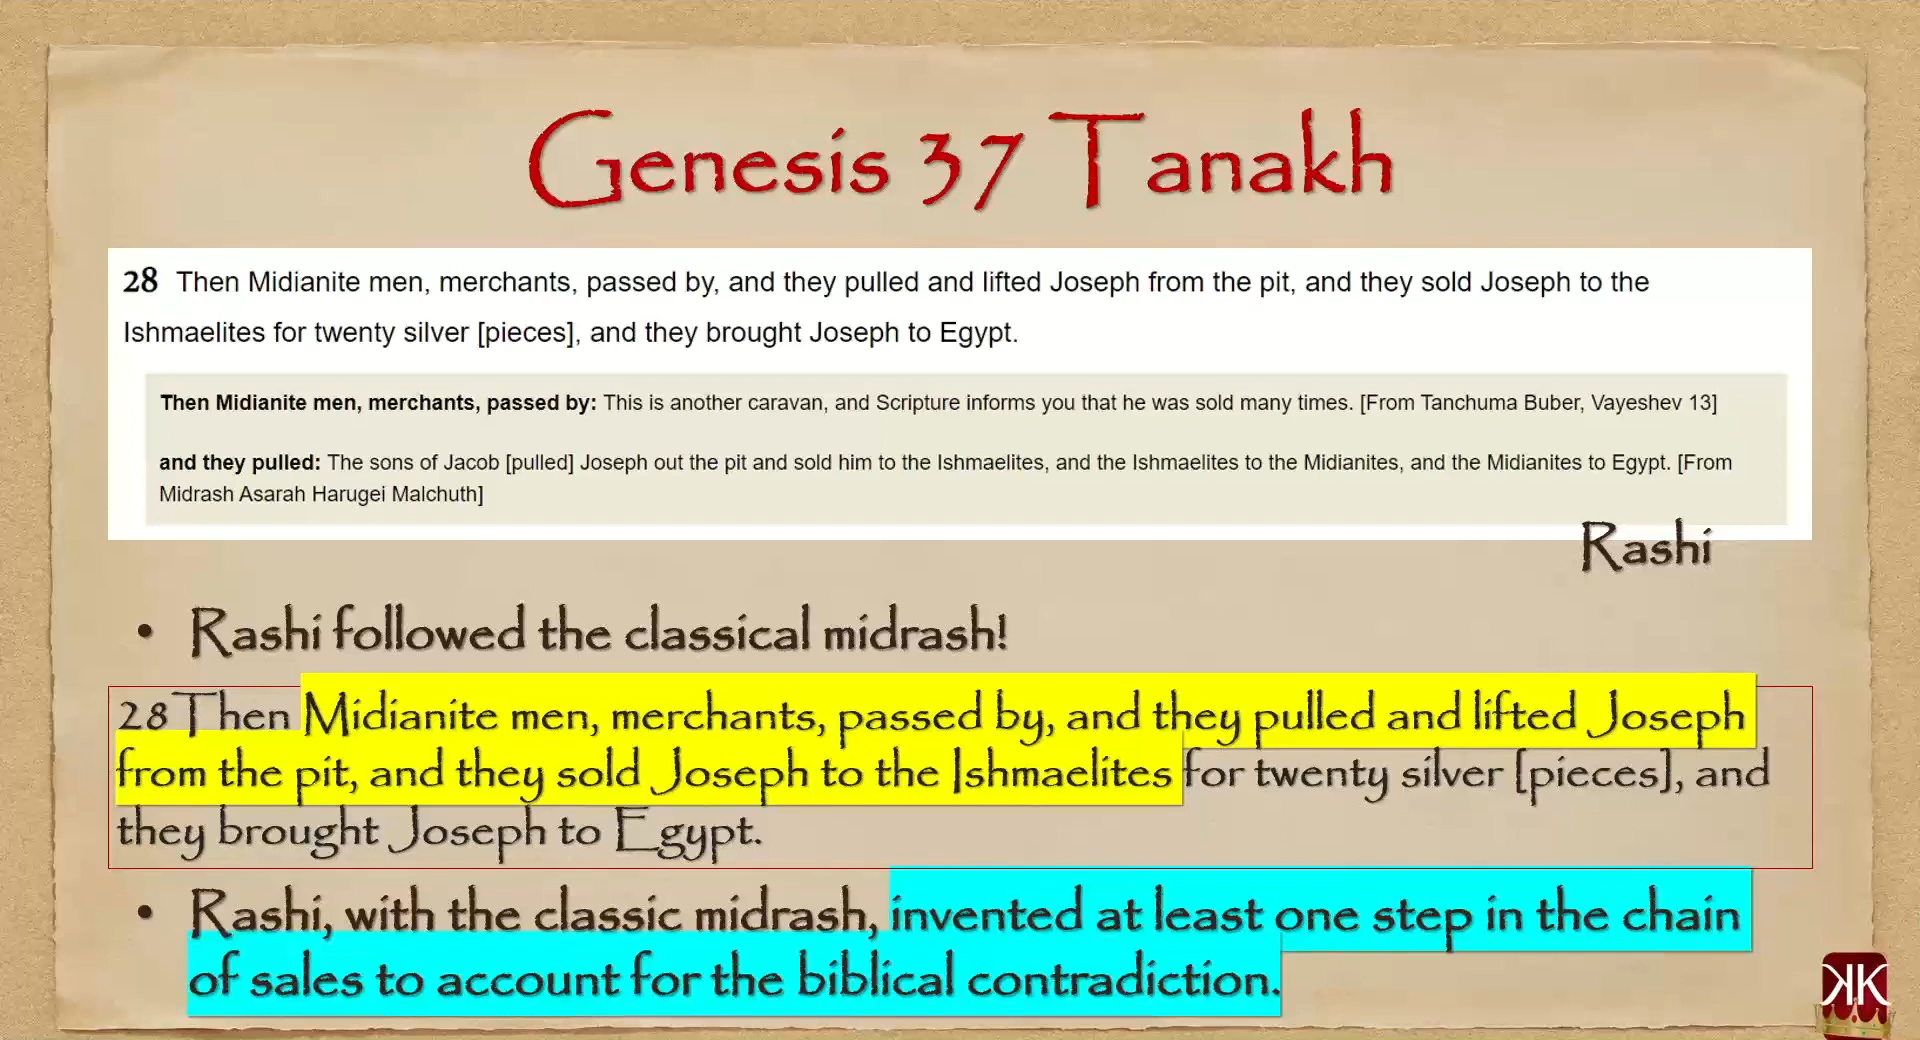 Genesis 37 Tanakh
28 Then Midianite men, merchants, passed by, and they pulled and lifted Joseph from the pit, and they sold Joseph to the
Ishmaelites for twenty silver [pieces], and they brought Joseph to Egypt.
Then Midianite men, merchants, passed by: This is another caravan, and Scripture informs you that he was sold many times. [From Tanchuma Buber, Vayeshev 13]
and they pulled: The sons of Jacob [pulled] Joseph out the pit and sold him to the Ishmaelites, and the Ishmaelites to the Midianites, and the Midianites to Egypt. [From
Midrash Asarah Harugei Malchuth]
Rashi
• Rashi followed the classical midrash!
28Then Midianite men, merchants, passed by, and they pulled and lifted Joseph
from the pit, and they sold Joseph to the Ishmaelites for twenty silver [pieces], and
they brought Joseph to Egypt.
• Rashi, with the classic midrash, invented at least one step in the chain
of sales to account for the biblical contradiction.
KK